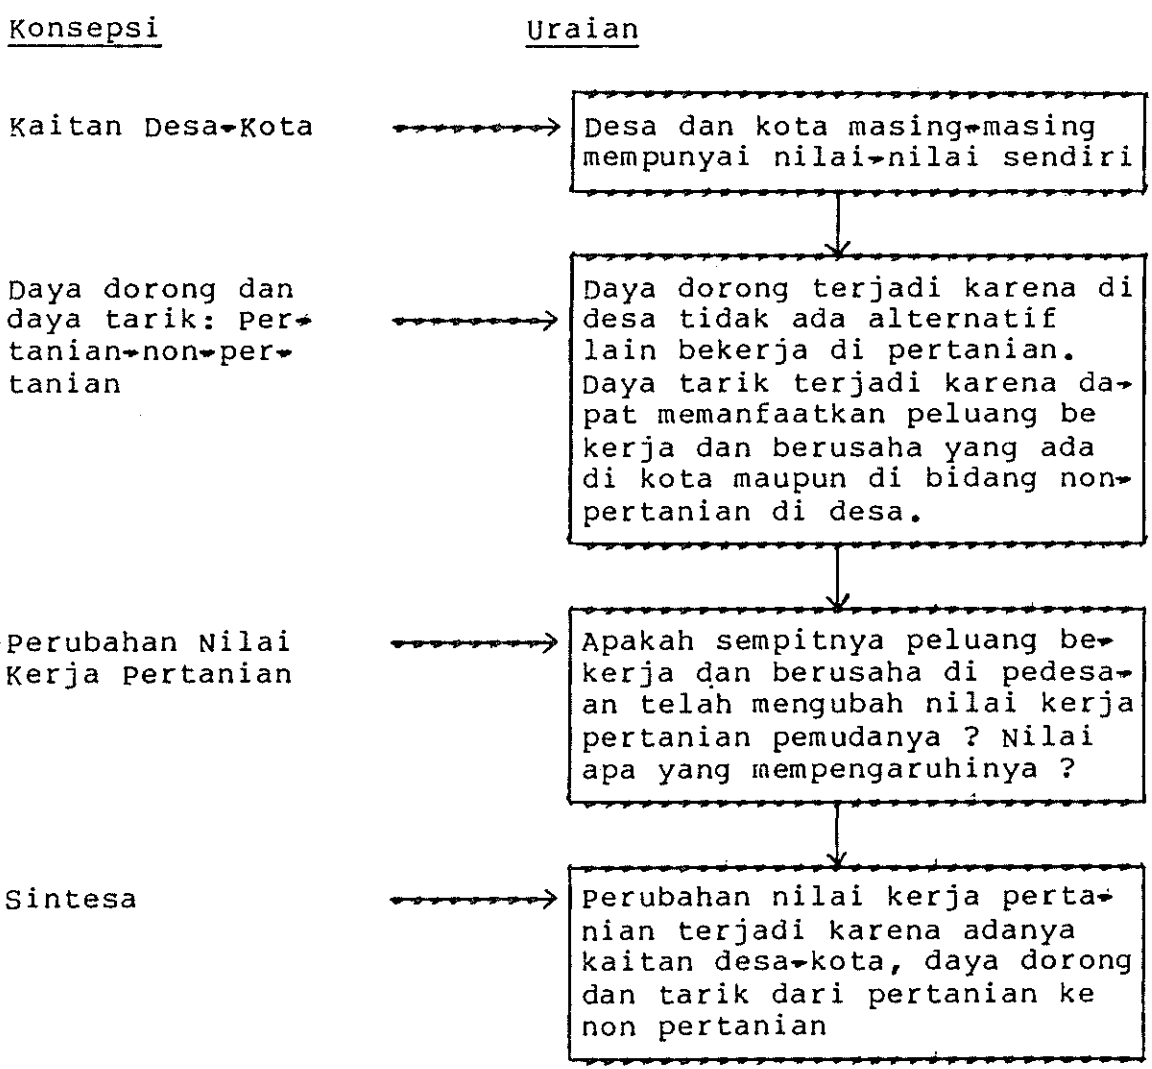 Konsepsi
Uraian
Kaitan Desa-Kota
Desa dan kota masing-masing
mempunyai nilai-nilai sendiri
Daya dorong dan
daya tarik: Per-
tanian-non-per-
tanian
Daya dorong terjadi karena di
desa tidak ada alternatif
lain bekerja di pertanian.
Daya tarik terjadi karena da-
pat memanfaatkan peluang be
kerja dan berusaha yang ada
di kota maupun di bidang non-
pertanian di desa.
Perubahan Nilai
Kerja Pertanian
Apakah sempitnya peluang be-
kerja dan berusaha di pedesa-
an telah mengubah nilai kerja
pertanian pemudanya ? Nilai
apa yang mempengaruhinya ?
Sintesa
Perubahan nilai kerja perta-
nian terjadi karena adanya
kaitan desa-kota, daya dorong
dan tarik dari pertanian ke
non pertanian